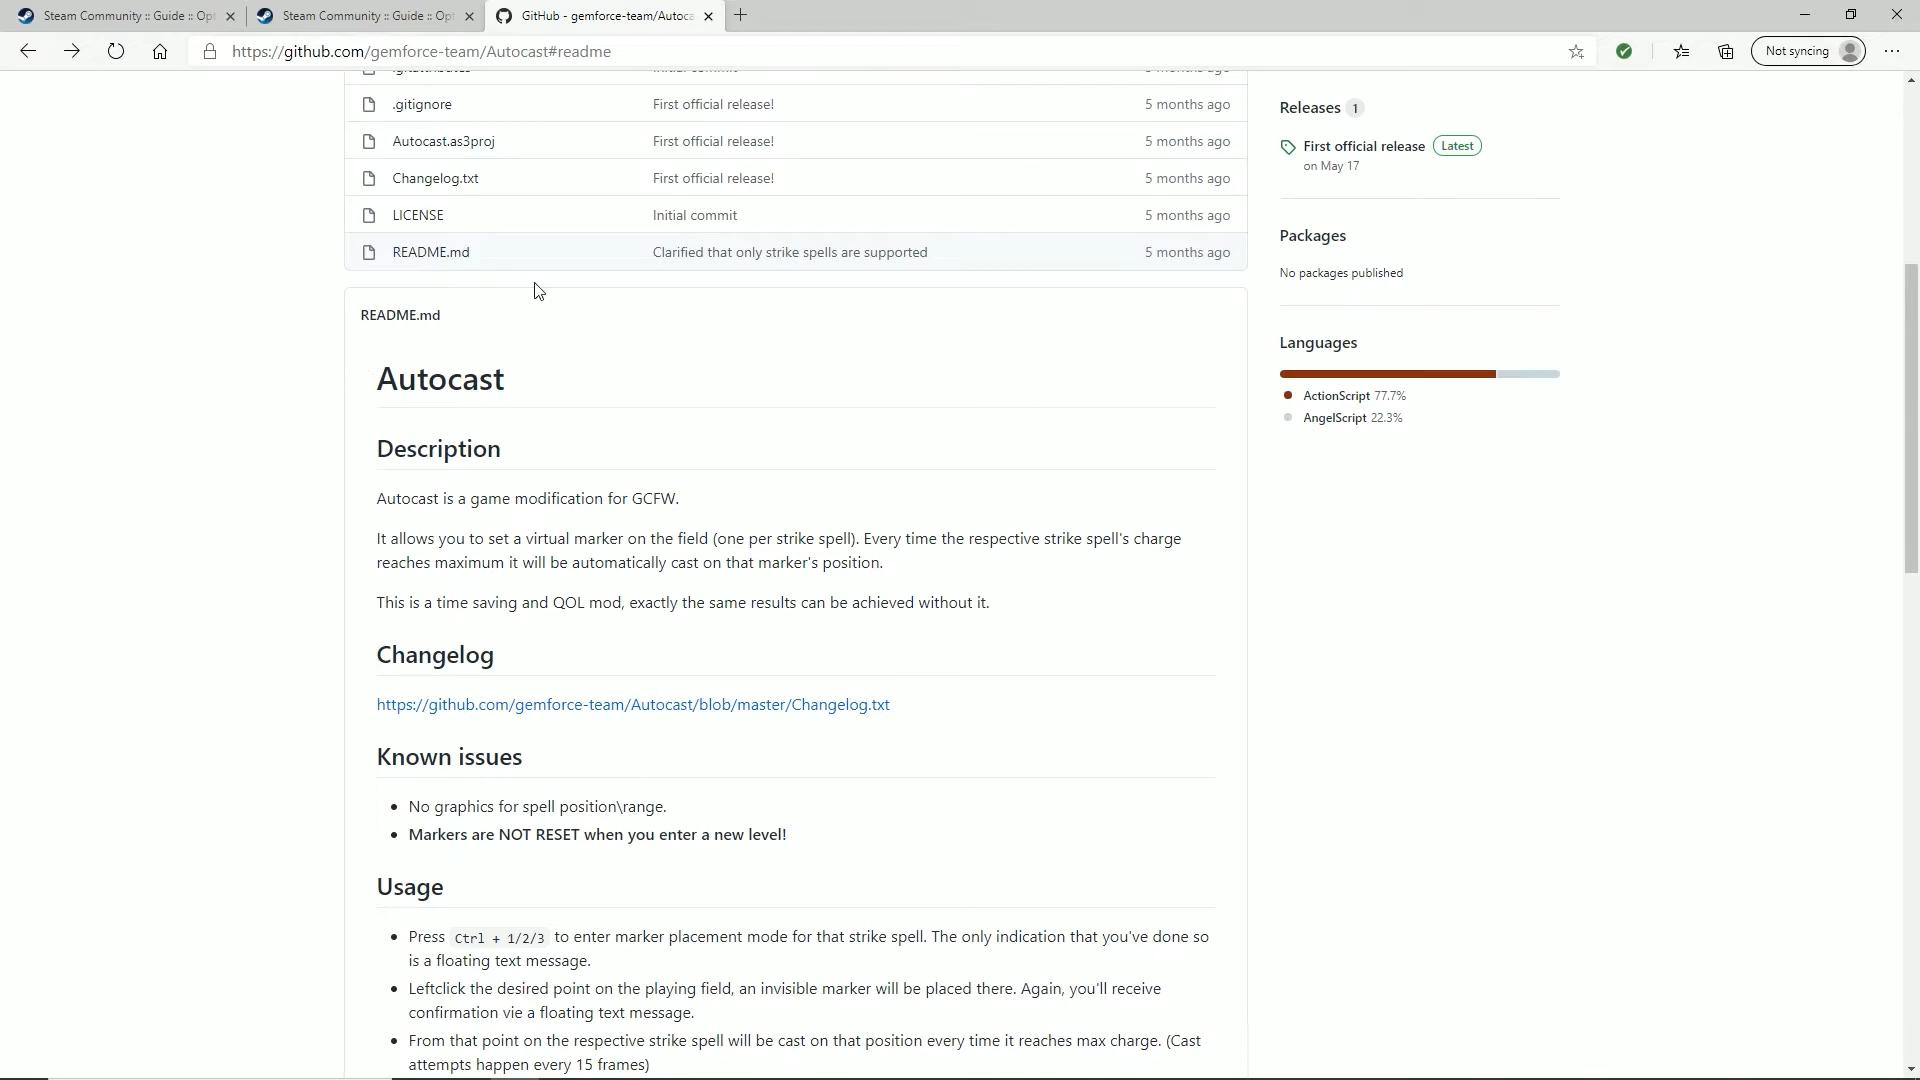 Steam Community :: Guide :: Opt
Steam Community :: Guide :: Opt
GitHub - gemforce-team/Autoca
https://github.com/gemforce-team/Autocast#readme
Not syncing
.gitattributes Initial commit 5 months ago
.gitignore First official release! 5 months ago
Autocast.as3proj First official release! 5 months ago
Changelog.txt First official release! 5 months ago
LICENSE Initial commit 5 months ago
README.md Clarified that only strike spells are supported 5 months ago
README.md
Autocast
Description
Autocast is a game modification for GCFW.
It allows you to set a virtual marker on the field (one per strike spell). Every time the respective strike spell's charge
reaches maximum it will be automatically cast on that marker's position.
This is a time saving and QOL mod, exactly the same results can be achieved without it.
Changelog
https://github.com/gemforce-team/Autocast/blob/master/Changelog.txt
Known issues
• No graphics for spell position\range.
• Markers are NOT RESET when you enter a new level!
Usage
• Press Ctrl + 1/2/3 to enter marker placement mode for that strike spell. The only indication that you've done so
is a floating text message.
• Leftclick the desired point on the playing field, an invisible marker will be placed there. Again, you'll receive
confirmation vie a floating text message.
• From that point on the respective strike spell will be cast on that position every time it reaches max charge. (Cast
attempts happen every 15 frames)
Releases 1
First official release Latest
on May 17
Packages
No packages published
Languages
ActionScript 77.7%
AngelScript 22.3%